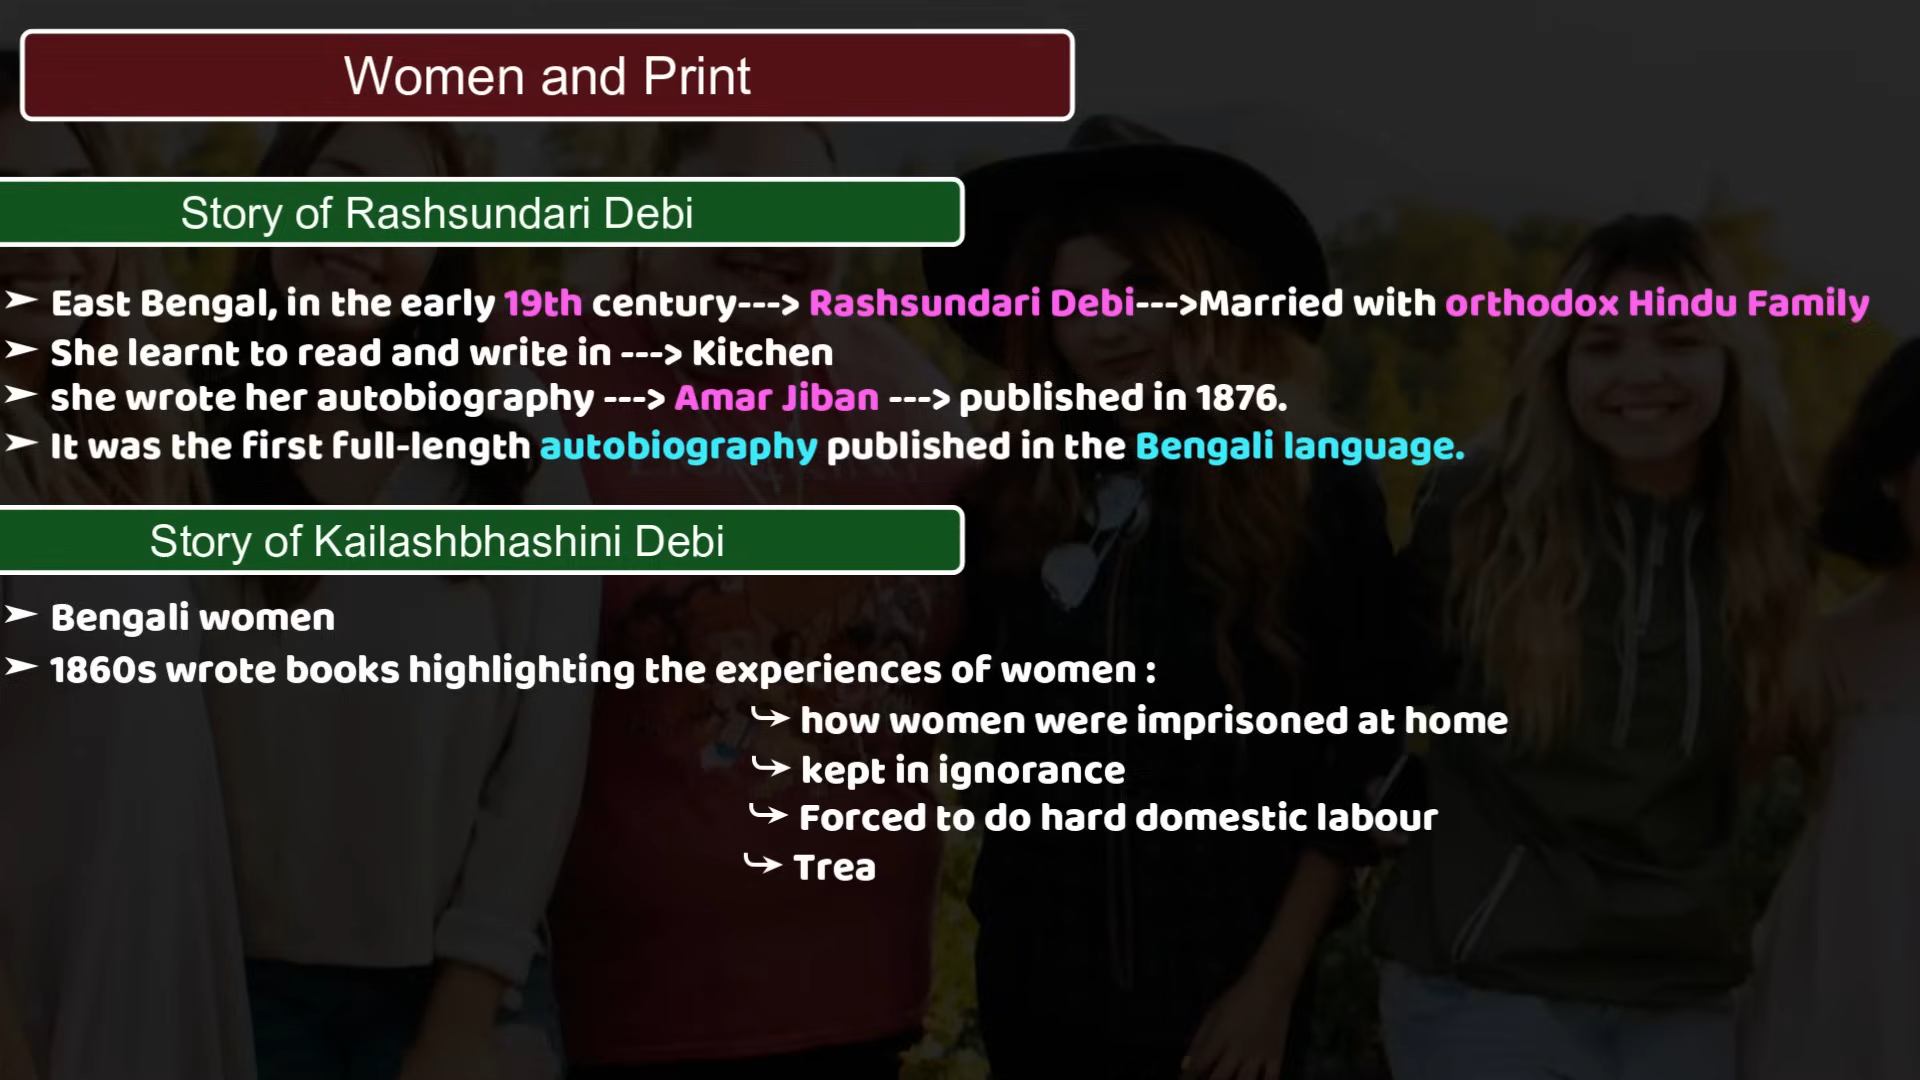 Women and Print
Story of Rashsundari Debi
➤ East Bengal, in the early 19th century---> Rashsundari Debi--->Married with orthodox Hindu Family
➤ She learnt to read and write in ---> Kitchen
➤ she wrote her autobiography ---> Amar Jiban ---> published in 1876.
➤ It was the first full-length autobiography published in the Bengali language.
Story of Kailashbhashini Debi
➤ Bengali women
➤ 1860s wrote books highlighting the experiences of women :
↪ how women were imprisoned at home
↪ kept in ignorance
↪ Forced to do hard domestic labour
↪ Trea